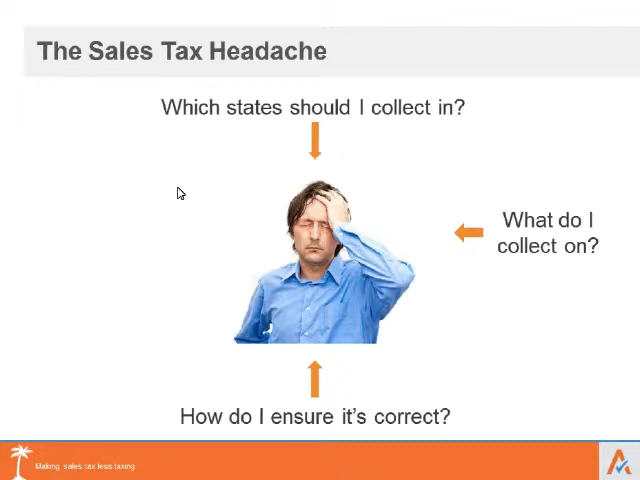 The Sales Tax Headache
Which states should I collect in?
What do I
collect on?
How do I ensure it's correct?
Making sales tax less taxing